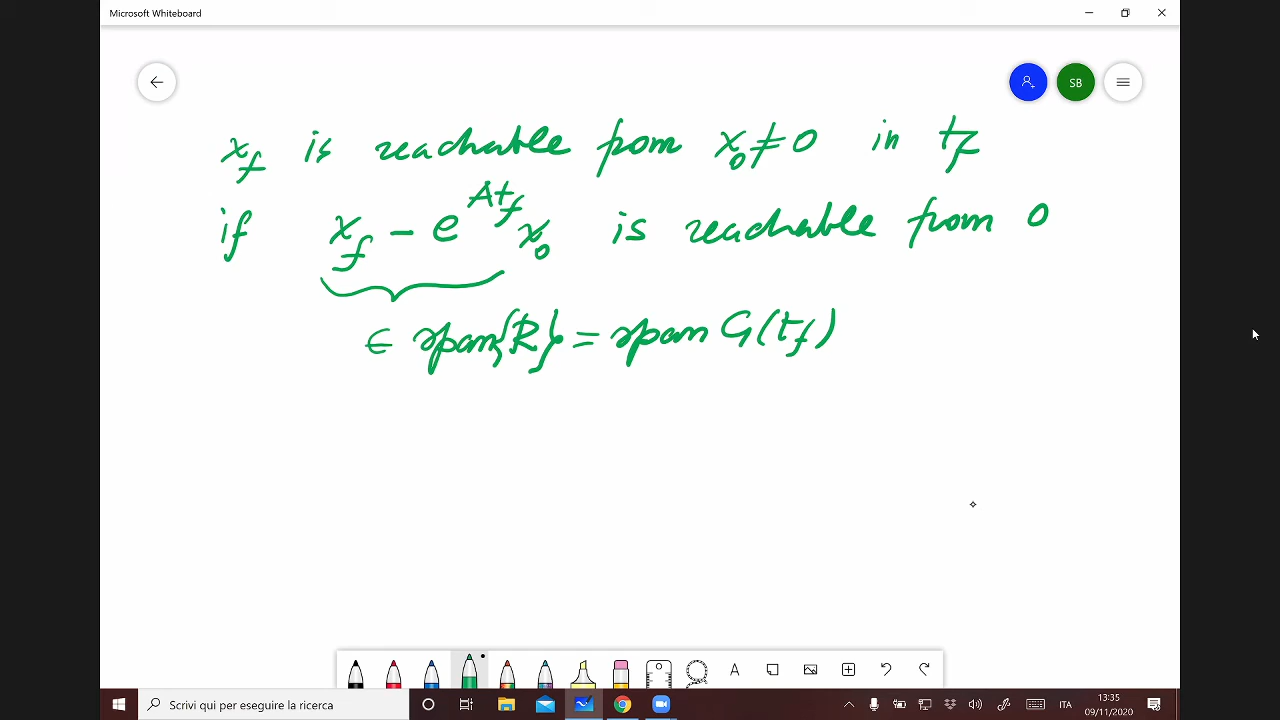 Microsoft Whiteboard
SB
x_f is reachable from x_0 ≠ 0 in t_f
if x_f - e^{At_f} x_0 is reachable from 0
∈ span{R} = span G(t_f)
A
Scrivi qui per eseguire la ricerca
ITA
13:35
09/11/2020